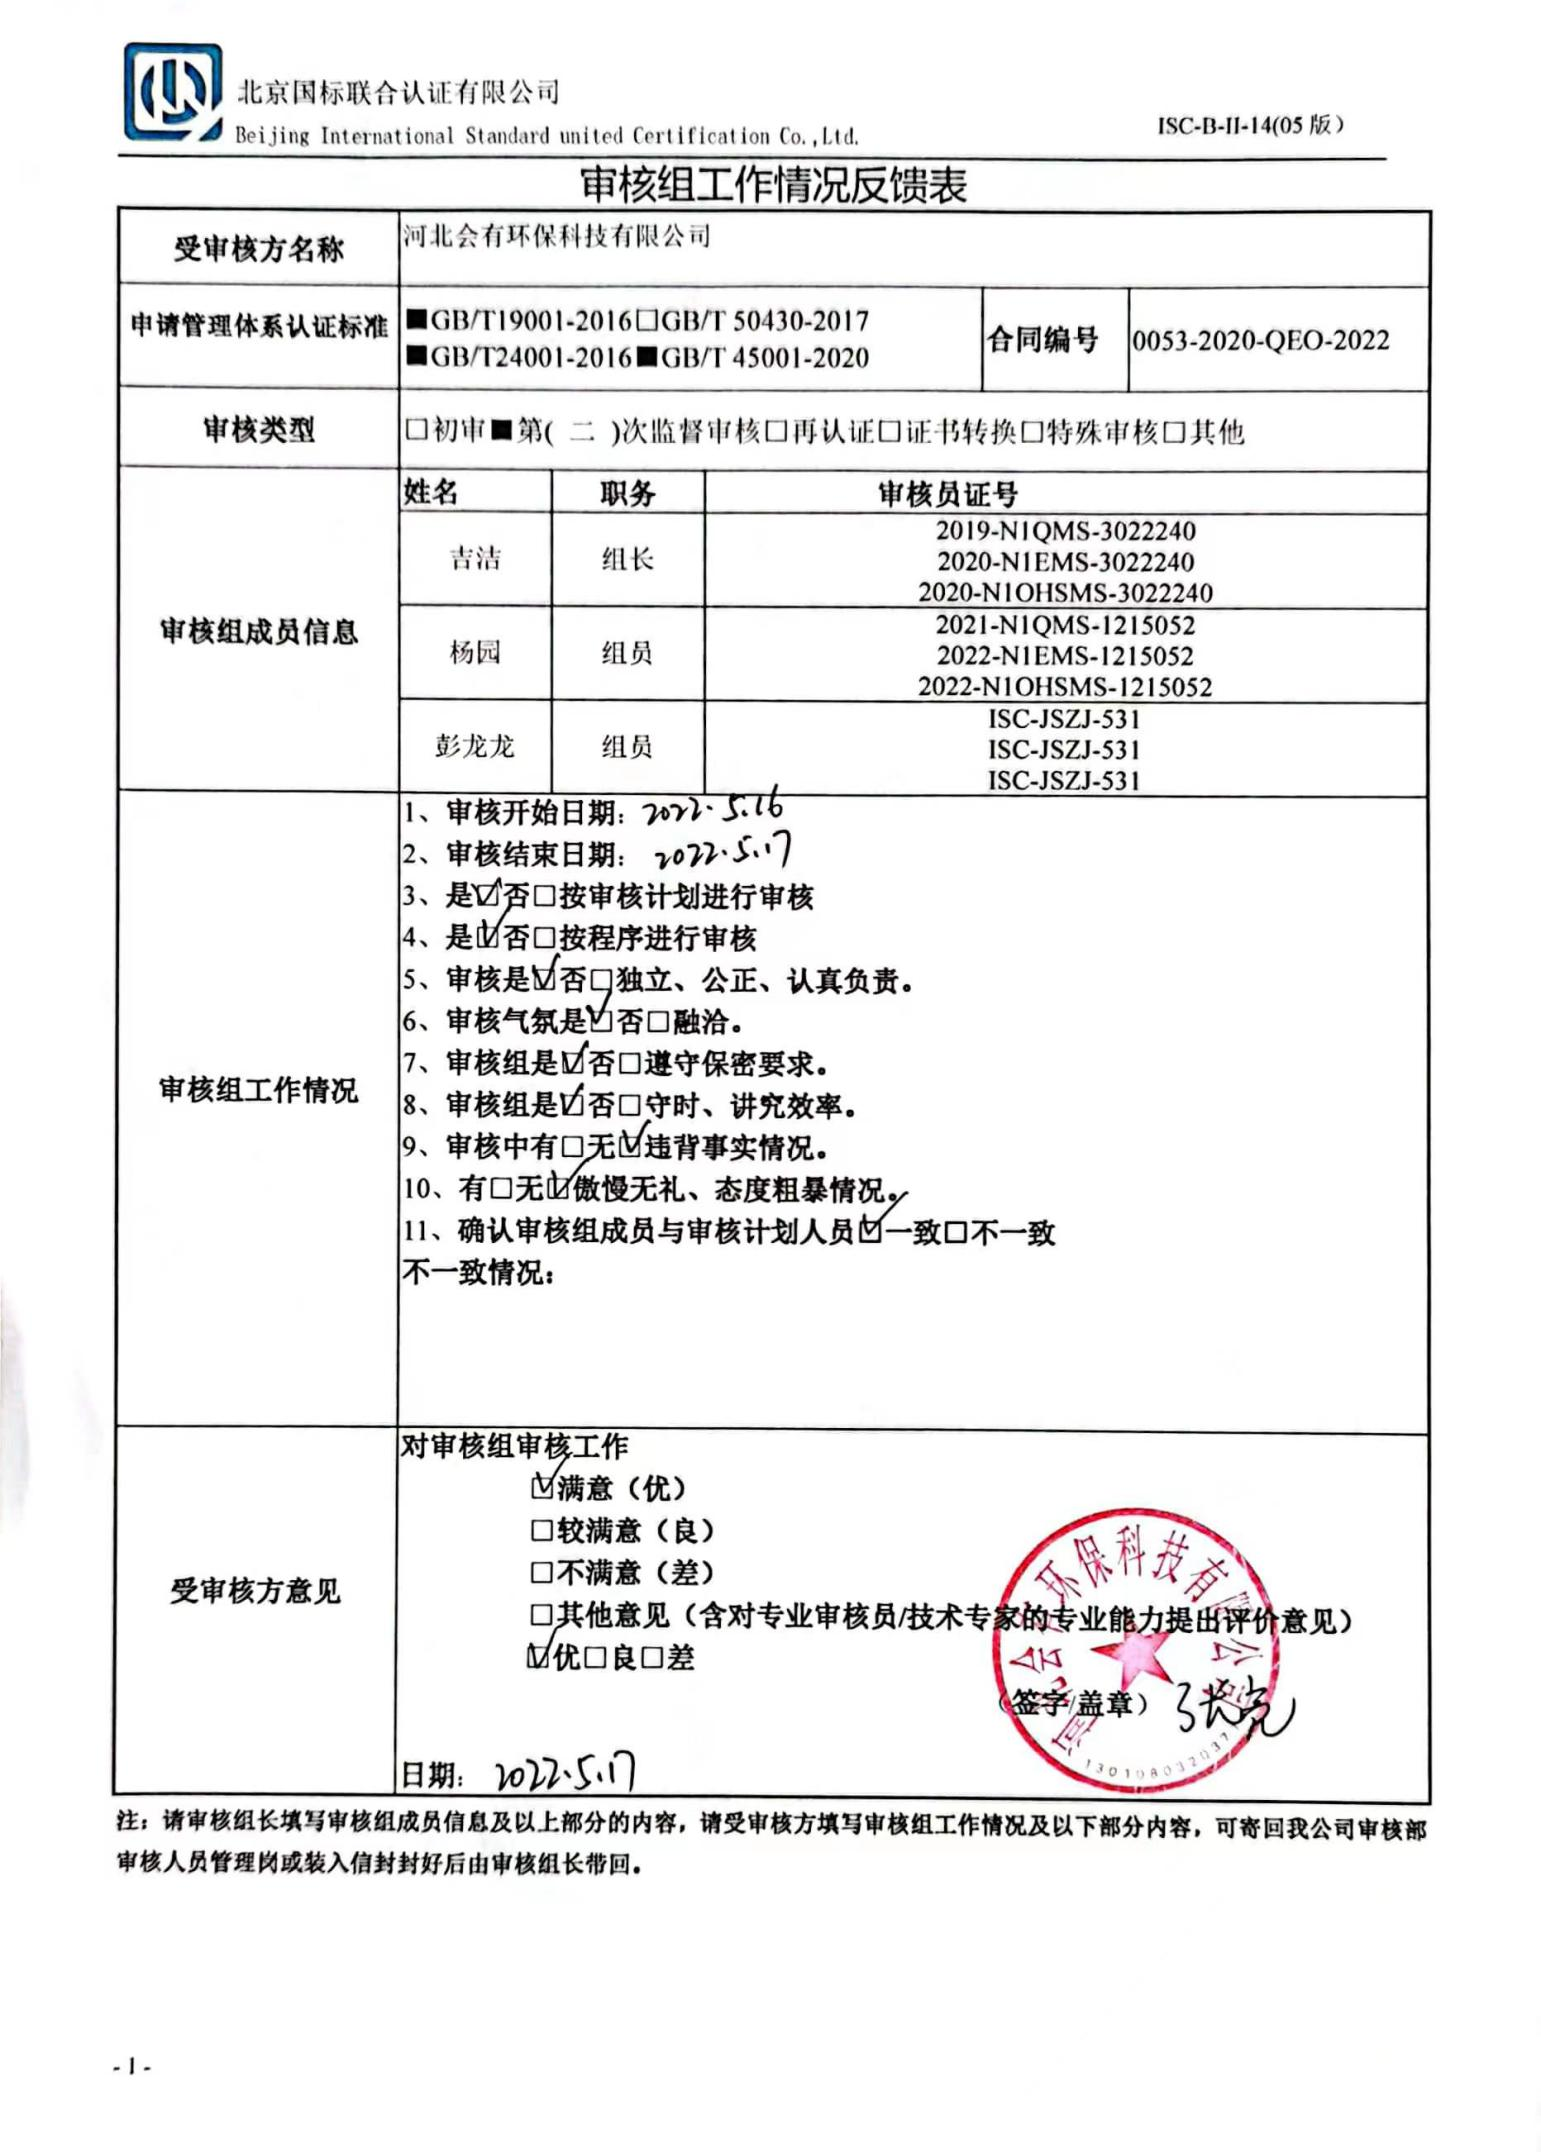 北京国标联合认证有限公司
Beijing International Standard united Certification Co.,Ltd.
ISC-B-II-14(05 版)
审核组工作情况反馈表
受审核方名称 河北会有环保科技有限公司
申请管理体系认证标准 ■GB/T19001-2016□GB/T 50430-2017
■GB/T24001-2016■GB/T 45001-2020
合同编号 0053-2020-QEO-2022
审核类型 □初审■第( 二 )次监督审核□再认证□证书转换□特殊审核□其他
审核组成员信息
姓名 职务 审核员证号
吉洁 组长 2019-N1QMS-3022240
2020-N1EMS-3022240
2020-N1OHSMS-3022240
杨园 组员 2021-N1QMS-1215052
2022-N1EMS-1215052
2022-N1OHSMS-1215052
彭龙龙 组员 ISC-JSZJ-531
ISC-JSZJ-531
ISC-JSZJ-531
审核组工作情况
1、审核开始日期：2022.5.16
2、审核结束日期：2022.5.17
3、是☑否□按审核计划进行审核
4、是☑否□按程序进行审核
5、审核是☑否□独立、公正、认真负责。
6、审核气氛是☑否□融洽。
7、审核组是☑否□遵守保密要求。
8、审核组是☑否□守时、讲究效率。
9、审核中有□无☑违背事实情况。
10、有□无☑傲慢无礼、态度粗暴情况。
11、确认审核组成员与审核计划人员☑一致□不一致
不一致情况：
受审核方意见
对审核组审核工作
☑满意（优）
□较满意（良）
□不满意（差）
□其他意见（含对专业审核员/技术专家的专业能力提出评价意见）
☑优□良□差
（签字/盖章）
河北会有环保科技有限公司
日期：2022.5.17
注：请审核组长填写审核组成员信息及以上部分的内容，请受审核方填写审核组工作情况及以下部分内容，可寄回我公司审核部
审核人员管理岗或装入信封封好后由审核组长带回。
- 1 -